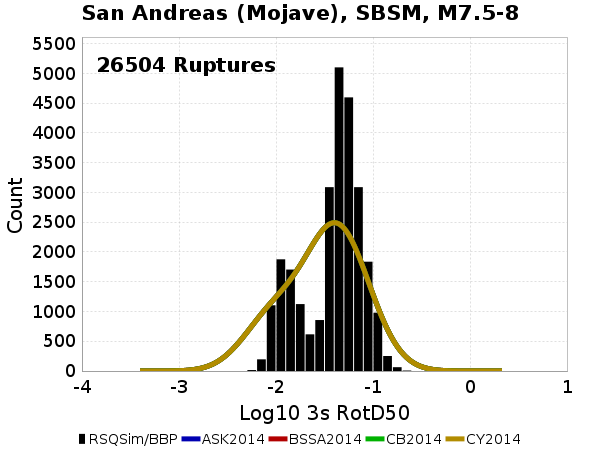 San Andreas (Mojave), SBSM, M7.5-8
26504 Ruptures
Count
5500
5000
4500
4000
3500
3000
2500
2000
1500
1000
500
0
-4 -3 -2 -1 0 1
Log10 3s RotD50
RSQSim/BBP ASK2014 BSSA2014 CB2014 CY2014